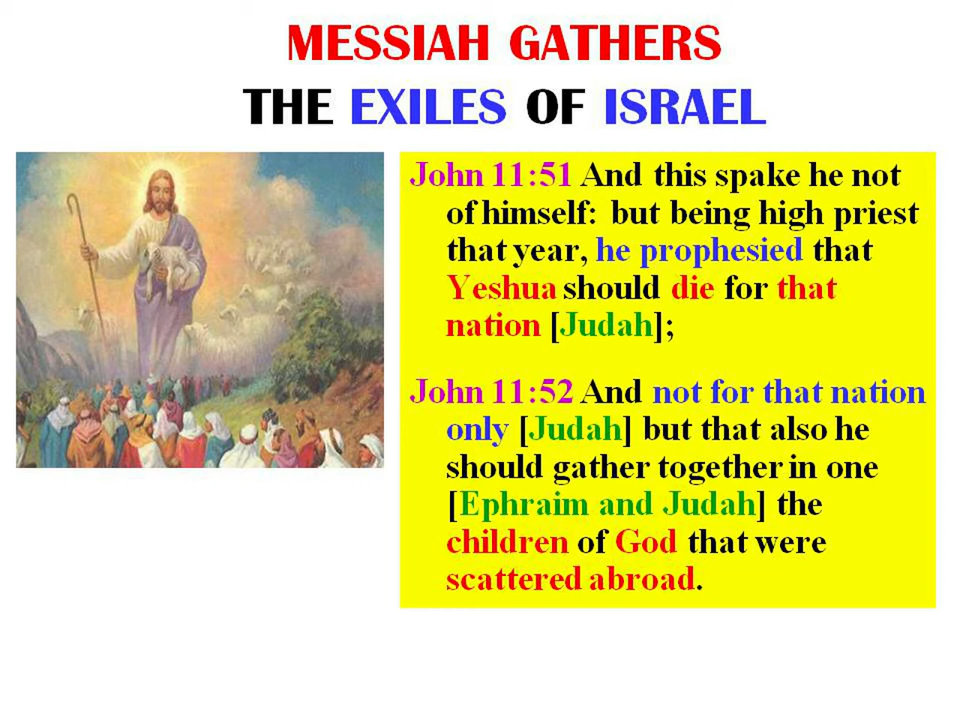 MESSIAH GATHERS
THE EXILES OF ISRAEL
John 11:51 And this spake he not
of himself: but being high priest
that year, he prophesied that
Yeshua should die for that
nation [Judah];
John 11:52 And not for that nation
only [Judah] but that also he
should gather together in one
[Ephraim and Judah] the
children of God that were
scattered abroad.